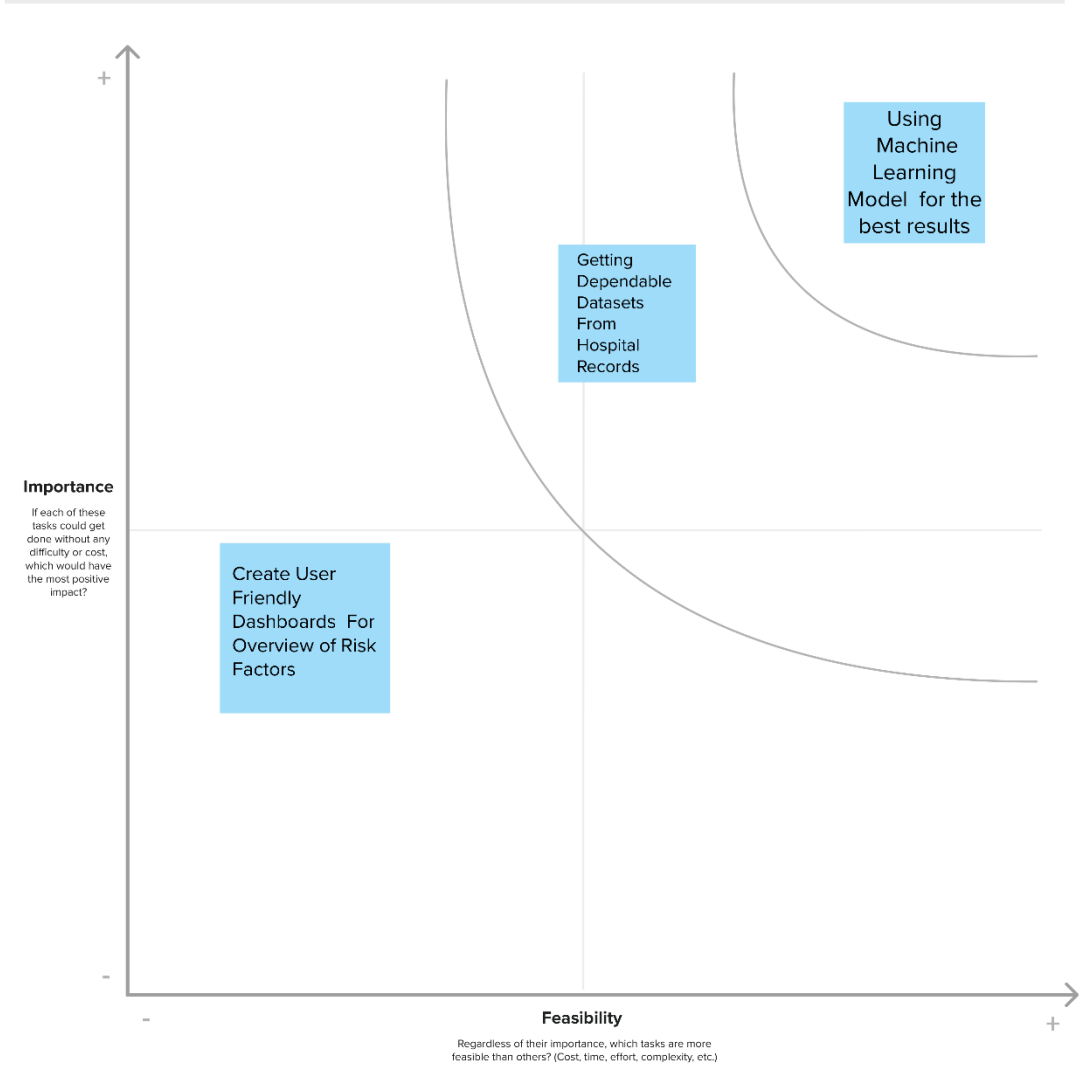 +
Using
Machine
Learning
Model  for the
best results
Getting
Dependable
Datasets
From
Hospital
Records
Importance
If each of these
tasks could get
done without any
difficulty or cost,
which would have
the most positive
impact?
Create User
Friendly
Dashboards  For
Overview of Risk
Factors
-
-
Feasibility
+
Regardless of their importance, which tasks are more
feasible than others? (Cost, time, effort, complexity, etc.)